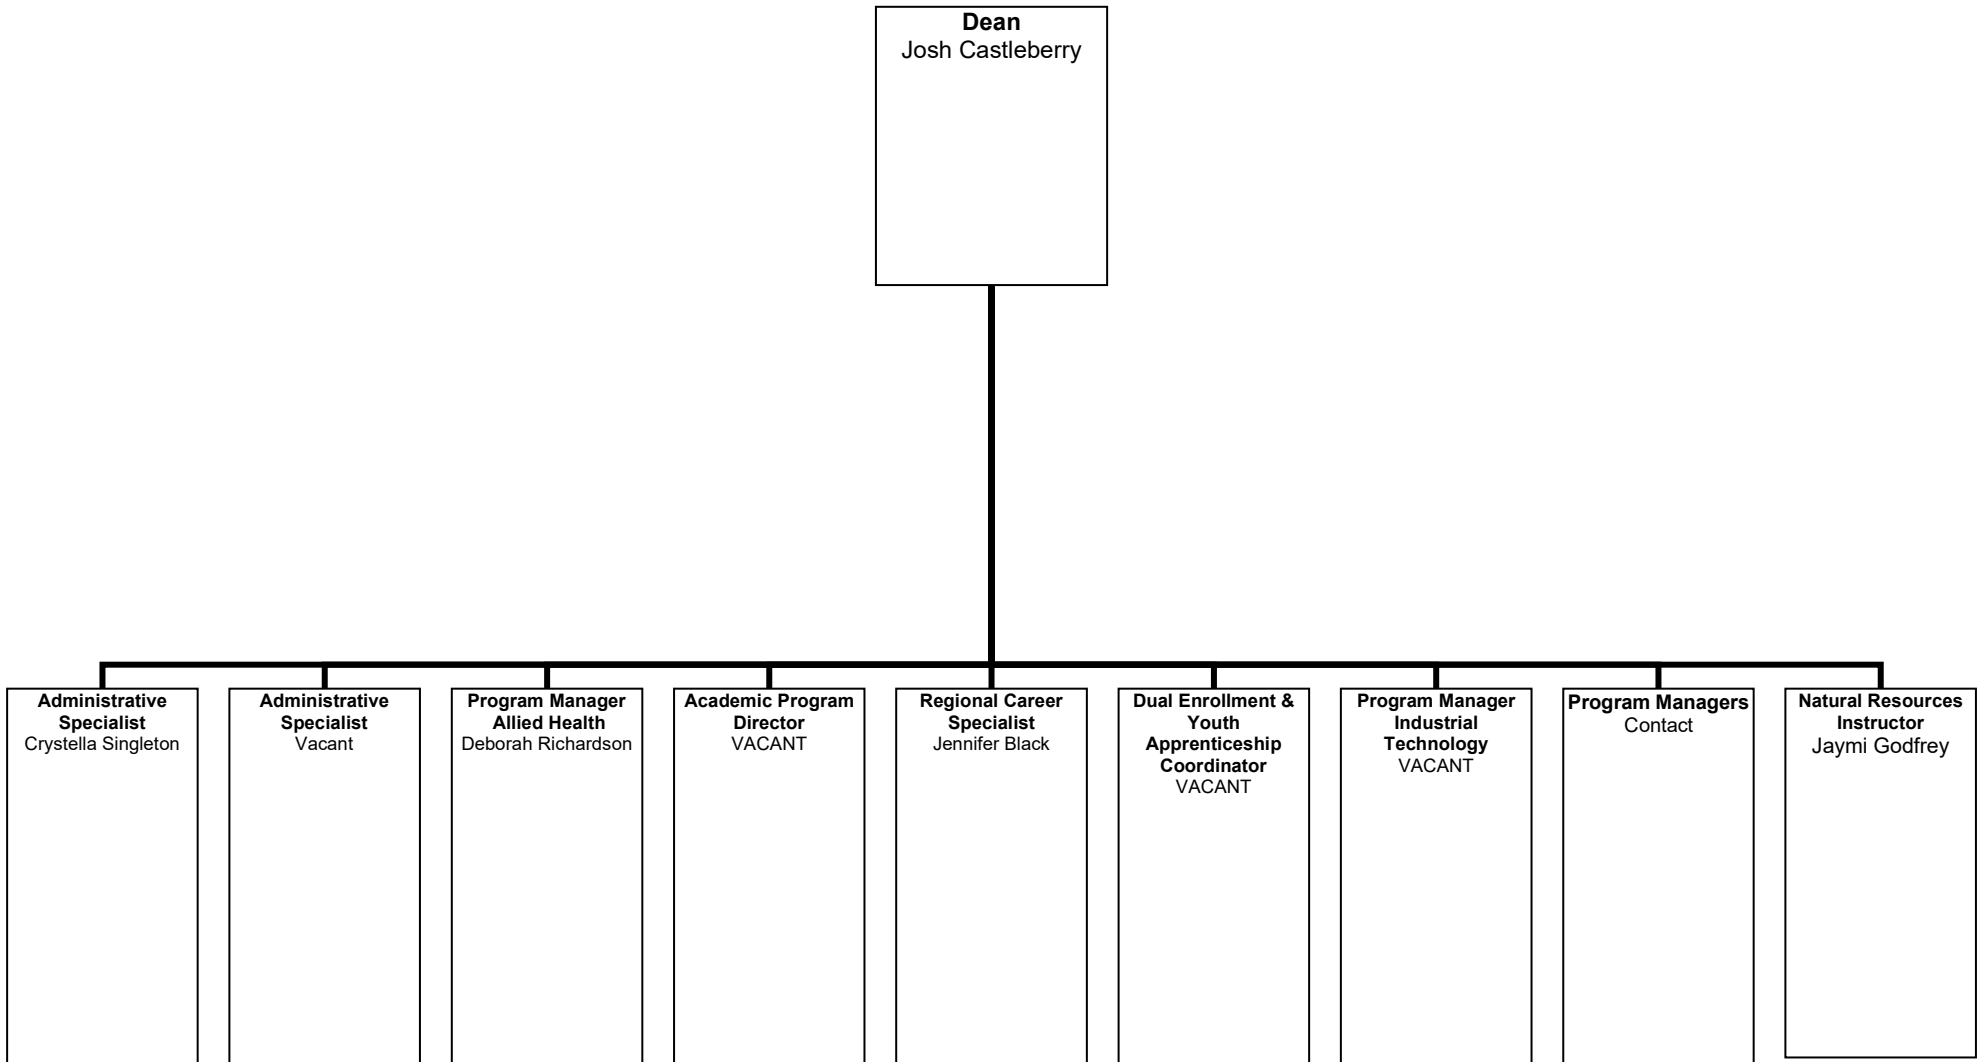 Dean
Josh Castleberry
Administrative
Specialist
Crystella Singleton
Administrative
Specialist
Vacant
Program Manager
Allied Health
Deborah Richardson
Academic Program
Director
VACANT
Regional Career
Specialist
Jennifer Black
Dual Enrollment &
Youth
Apprenticeship
Coordinator
VACANT
Program Manager
Industrial
Technology
VACANT
Program Managers
Contact
Natural Resources
Instructor
Jaymi Godfrey